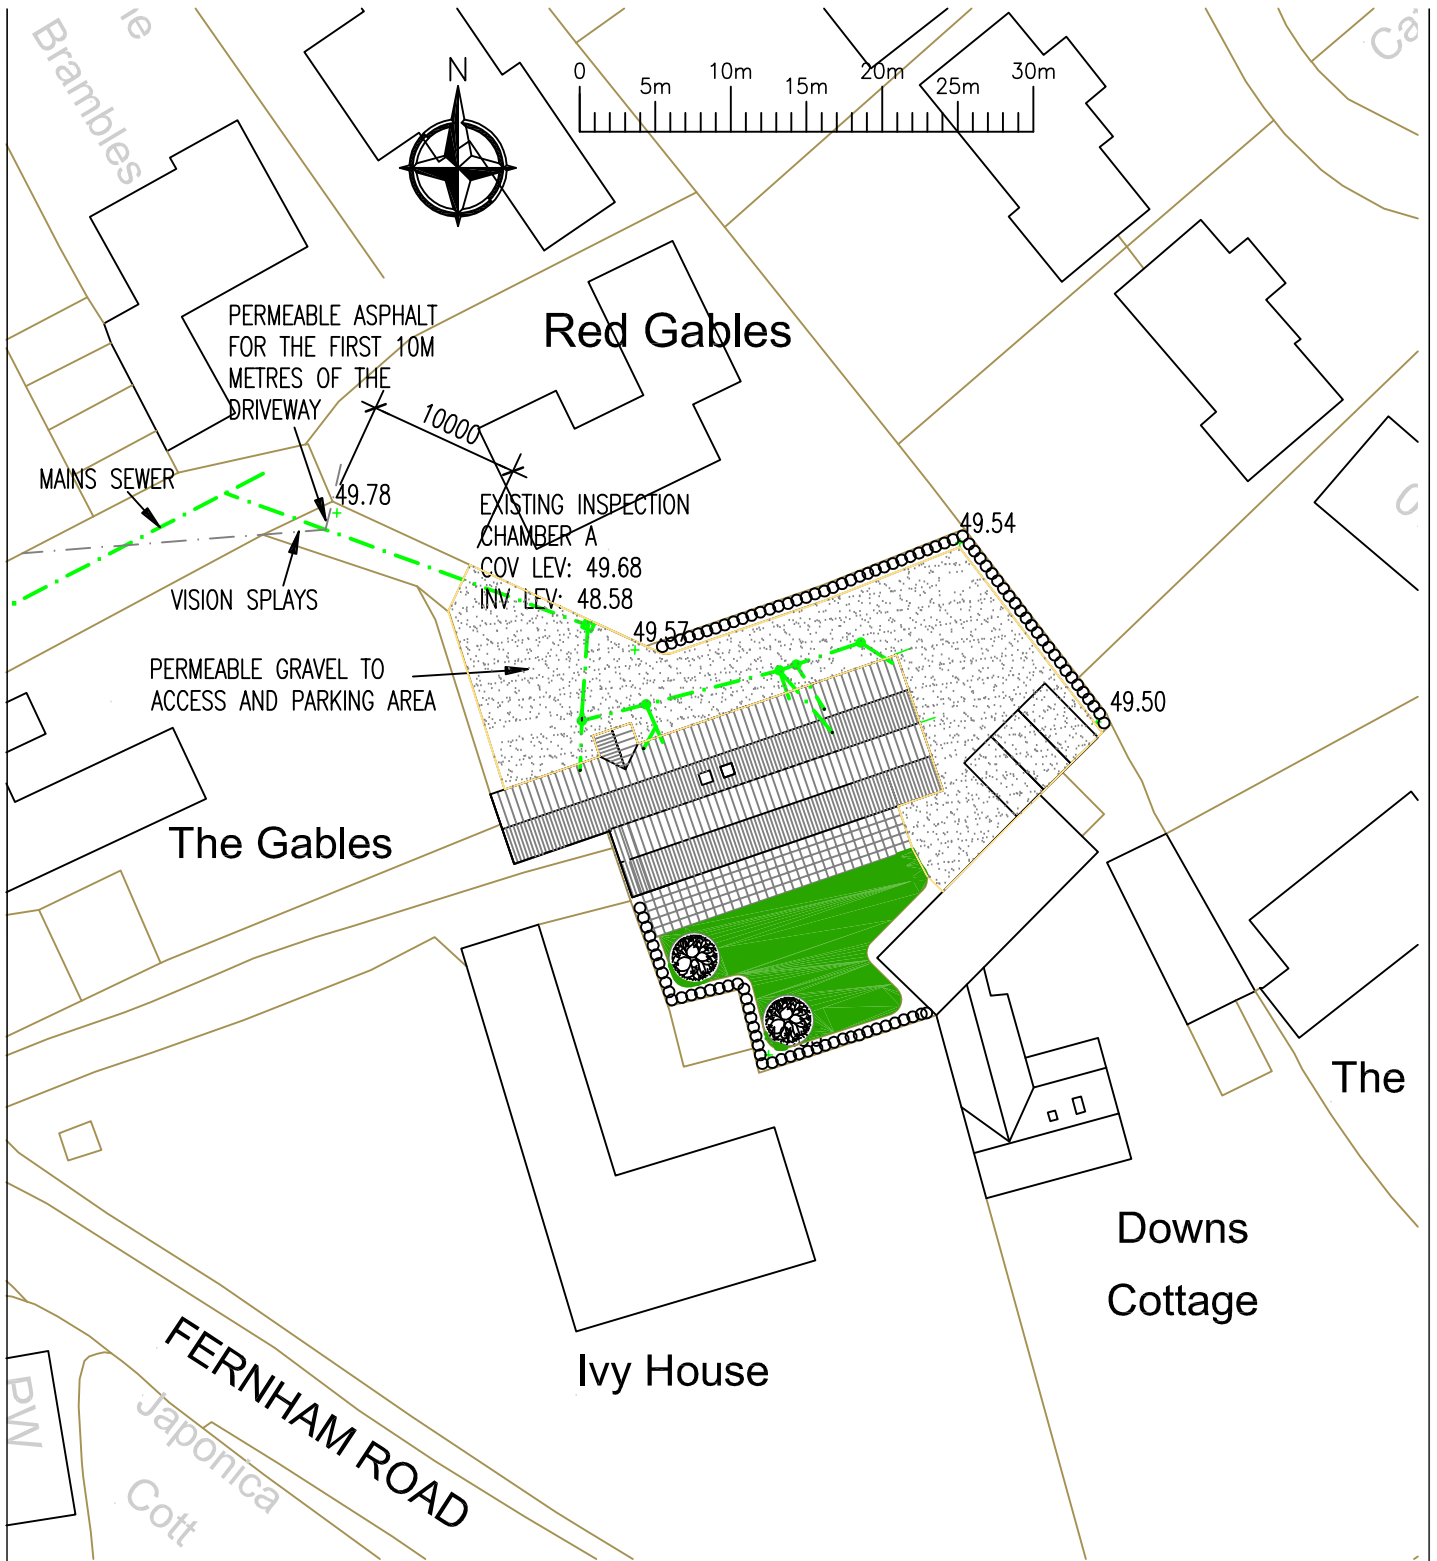 Brambles
N
0
5m
10m
15m
20m
25m
30m
PERMEABLE ASPHALT
FOR THE FIRST 10M
METRES OF THE
DRIVEWAY
Red Gables
10000
MAINS SEWER
49.78
EXISTING INSPECTION
CHAMBER A
COV LEV: 49.68
INV LEV: 48.58
49.54
VISION SPLAYS
49.57
PERMEABLE GRAVEL TO
ACCESS AND PARKING AREA
49.50
The Gables
The
Downs
Cottage
Ivy House
FERNHAM ROAD
PW
Japonica
Cott